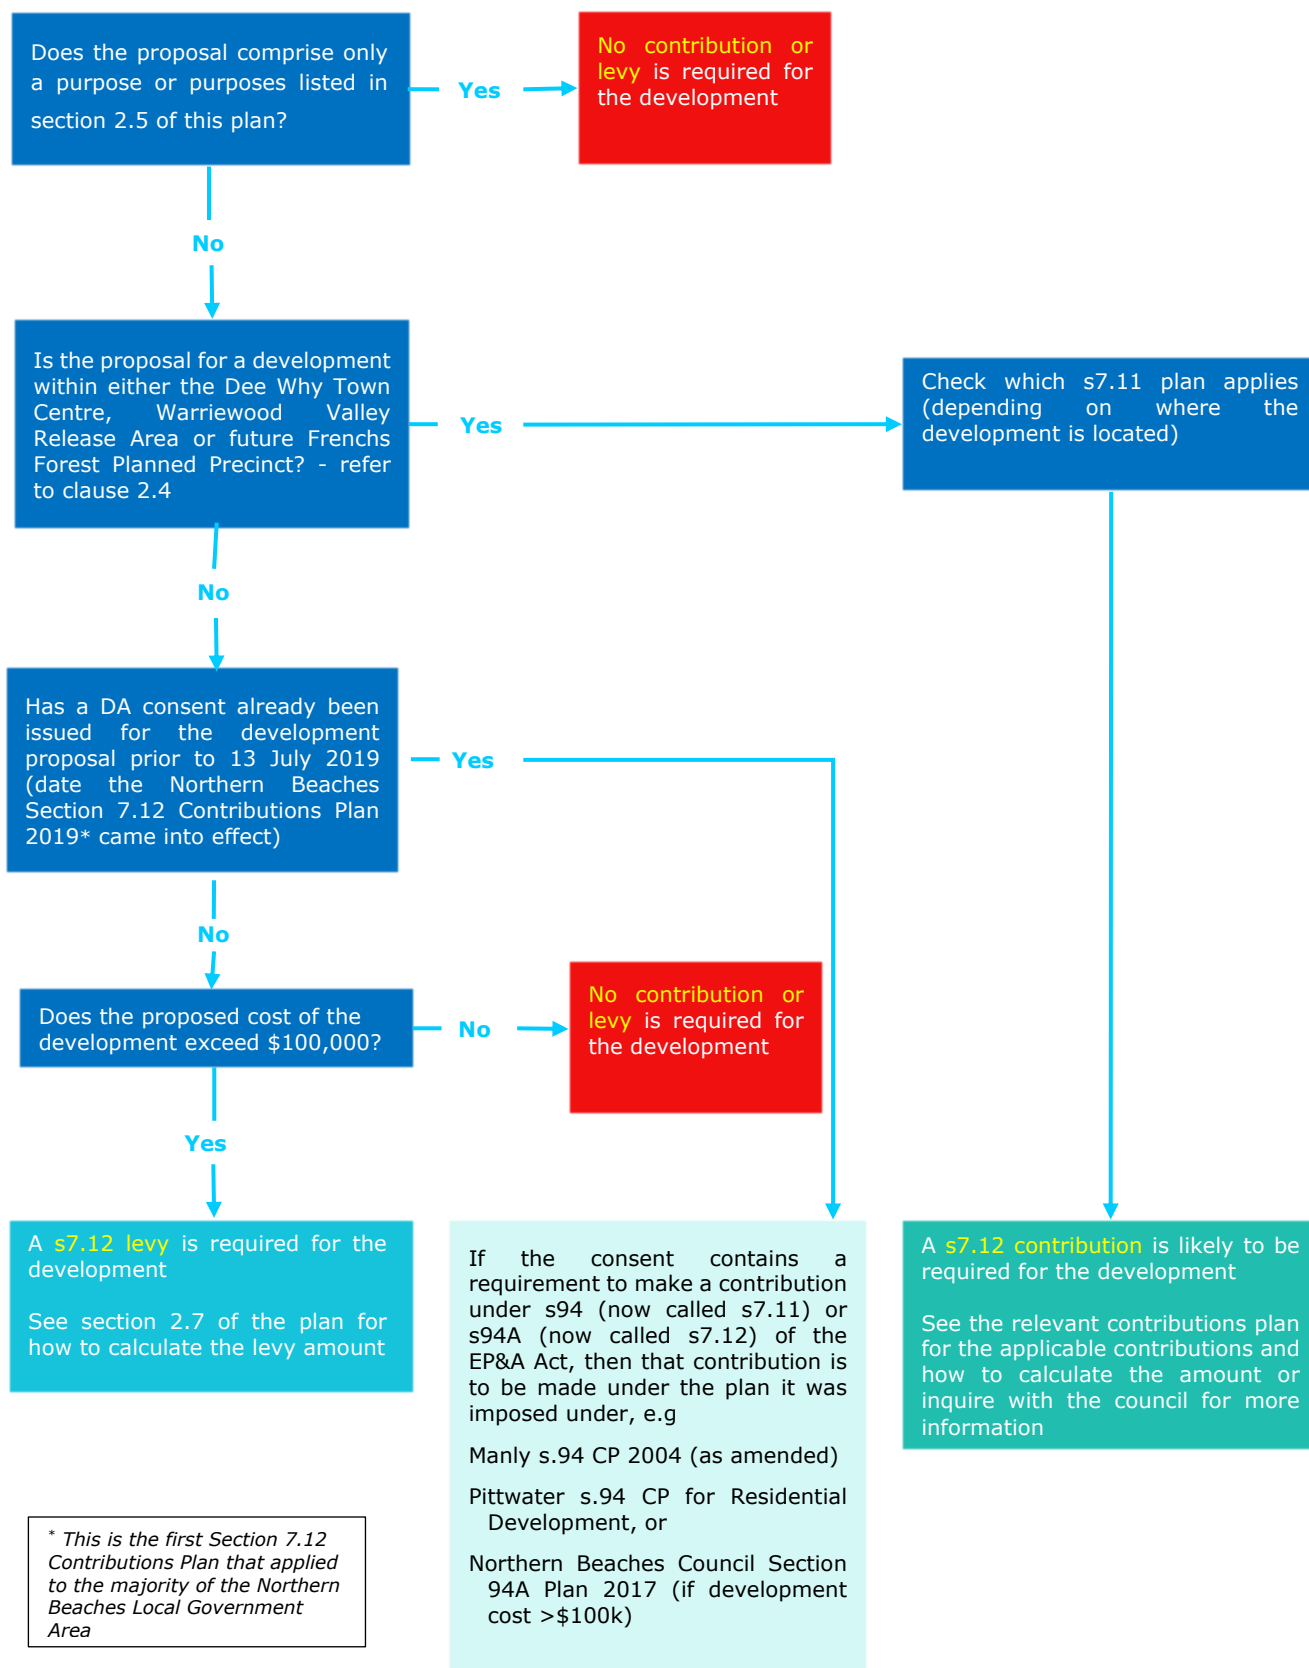 Does the proposal comprise only
a purpose or purposes listed in
section 2.5 of this plan?
Yes
No contribution or
levy is required for
the development
No
Is the proposal for a development
within either the Dee Why Town
Centre, Warriewood Valley
Release Area or future Frenchs
Forest Planned Precinct? - refer
to clause 2.4
Yes
Check which s7.11 plan applies
(depending on where the
development is located)
No
Has a DA consent already been
issued for the development
proposal prior to 13 July 2019
(date the Northern Beaches
Section 7.12 Contributions Plan
2019* came into effect)
Yes
No
Does the proposed cost of the
development exceed $100,000?
No
No contribution or
levy is required for
the development
Yes
A s7.12 levy is required for the
development
See section 2.7 of the plan for
how to calculate the levy amount
If the consent contains a
requirement to make a contribution
under s94 (now called s7.11) or
s94A (now called s7.12) of the
EP&A Act, then that contribution is
to be made under the plan it was
imposed under, e.g
Manly s.94 CP 2004 (as amended)
Pittwater s.94 CP for Residential
Development, or
Northern Beaches Council Section
94A Plan 2017 (if development
cost >$100k)
A s7.12 contribution is likely to be
required for the development
See the relevant contributions plan
for the applicable contributions and
how to calculate the amount or
inquire with the council for more
information
* This is the first Section 7.12
Contributions Plan that applied
to the majority of the Northern
Beaches Local Government
Area